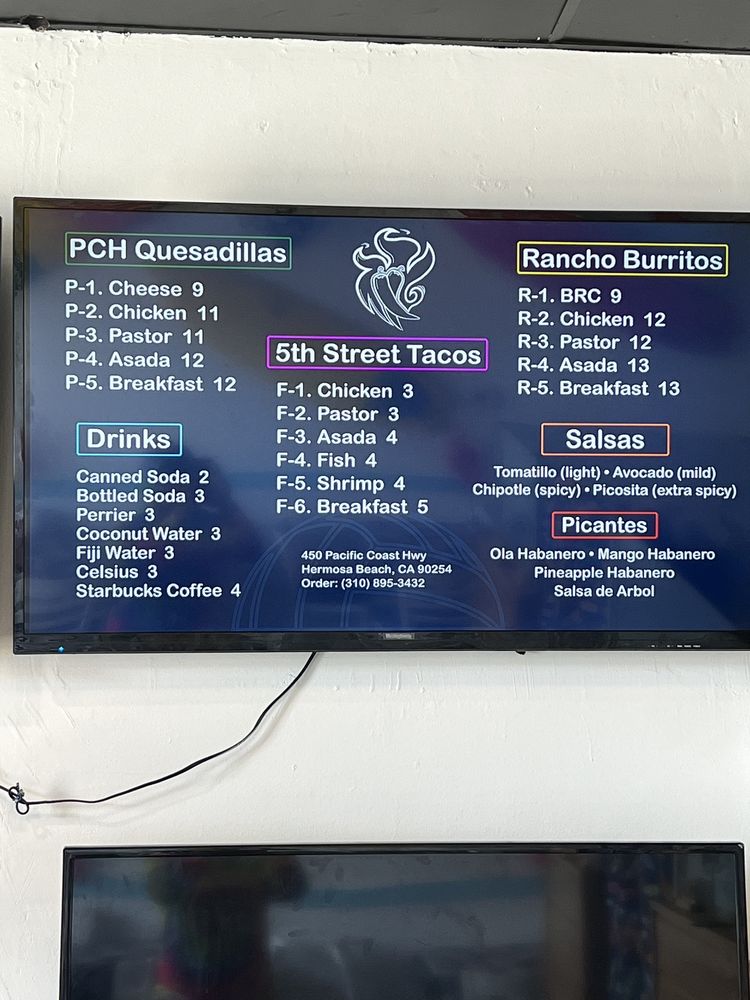 PCH Quesadillas
P-1. Cheese 9
P-2. Chicken 11
P-3. Pastor 11
P-4. Asada 12
P-5. Breakfast 12
Drinks
Canned Soda 2
Bottled Soda 3
Perrier 3
Coconut Water 3
Fiji Water 3
Celsius 3
Starbucks Coffee 4
5th Street Tacos
F-1. Chicken 3
F-2. Pastor 3
F-3. Asada 4
F-4. Fish 4
F-5. Shrimp 4
F-6. Breakfast 5
450 Pacific Coast Hwy
Hermosa Beach, CA 90254
Order: (310) 895-3432
Rancho Burritos
R-1. BRC 9
R-2. Chicken 12
R-3. Pastor 12
R-4. Asada 13
R-5. Breakfast 13
Salsas
Tomatillo (light) • Avocado (mild)
Chipotle (spicy) • Picosita (extra spicy)
Picantes
Ola Habanero • Mango Habanero
Pineapple Habanero
Salsa de Arbol
Westinghouse